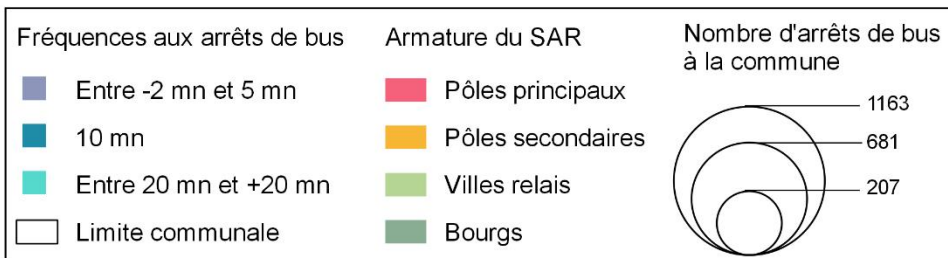 Fréquences aux arrêts de bus
Entre -2 mn et 5 mn
10 mn
Entre 20 mn et +20 mn
Limite communale
Armature du SAR
Pôles principaux
Pôles secondaires
Villes relais
Bourgs
Nombre d'arrêts de bus
à la commune
1163
681
207